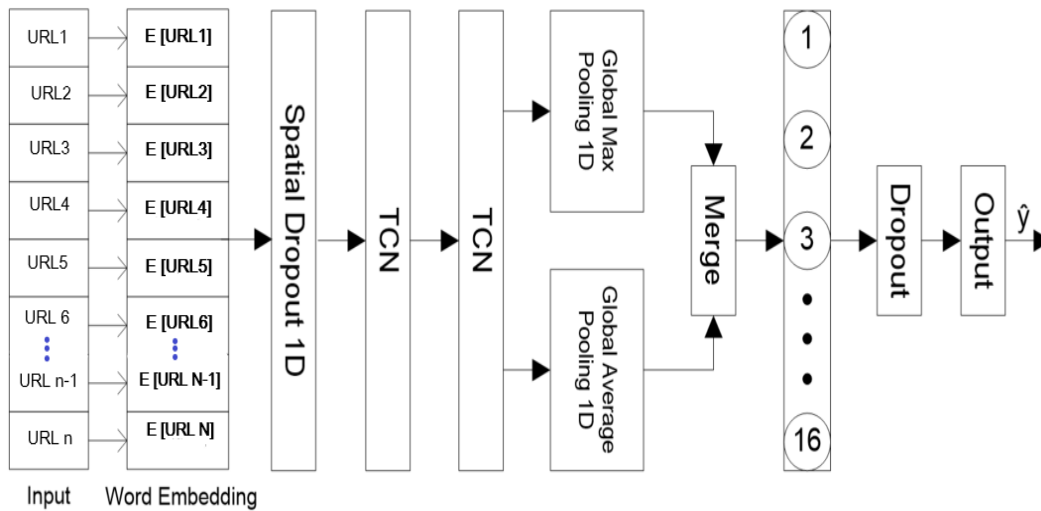 URL1
URL2
URL3
URL4
URL5
URL 6
URL n-1
URL n
Input
E [URL1]
E [URL2]
E [URL3]
E [URL4]
E [URL5]
E [URL6]
E [URL N-1]
E [URL N]
Word Embedding
Spatial Dropout 1D
TCN
TCN
Global Max
Pooling 1D
Global Average
Pooling 1D
Merge
1
2
3
16
Dropout
Output
ŷ